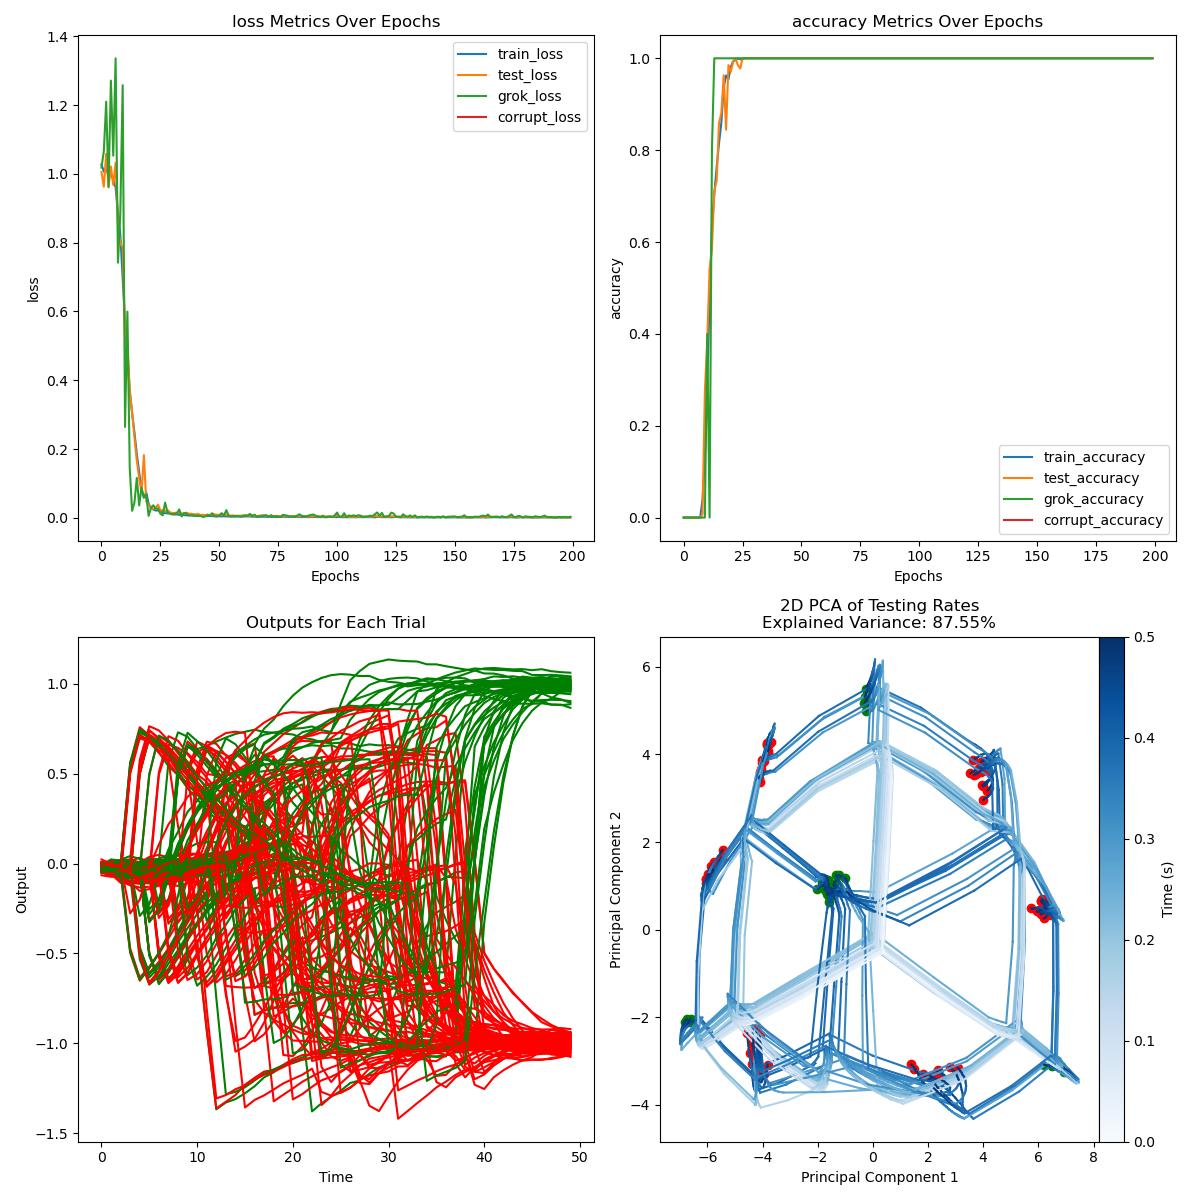 loss Metrics Over Epochs
1.4
1.2
1.0
0.8
0.6
0.4
0.2
0.0
loss
train_loss
test_loss
grok_loss
corrupt_loss
0
25
50
75
100
125
150
175
200
Epochs
accuracy Metrics Over Epochs
1.0
0.8
0.6
0.4
0.2
0.0
accuracy
train_accuracy
test_accuracy
grok_accuracy
corrupt_accuracy
0
25
50
75
100
125
150
175
200
Epochs
Outputs for Each Trial
1.0
0.5
0.0
−0.5
−1.0
−1.5
Output
0
10
20
30
40
50
Time
2D PCA of Testing Rates
Explained Variance: 87.55%
6
4
2
0
−2
−4
Principal Component 2
−6
−4
−2
0
2
4
6
8
Principal Component 1
0.5
0.4
0.3
0.2
0.1
0.0
Time (s)